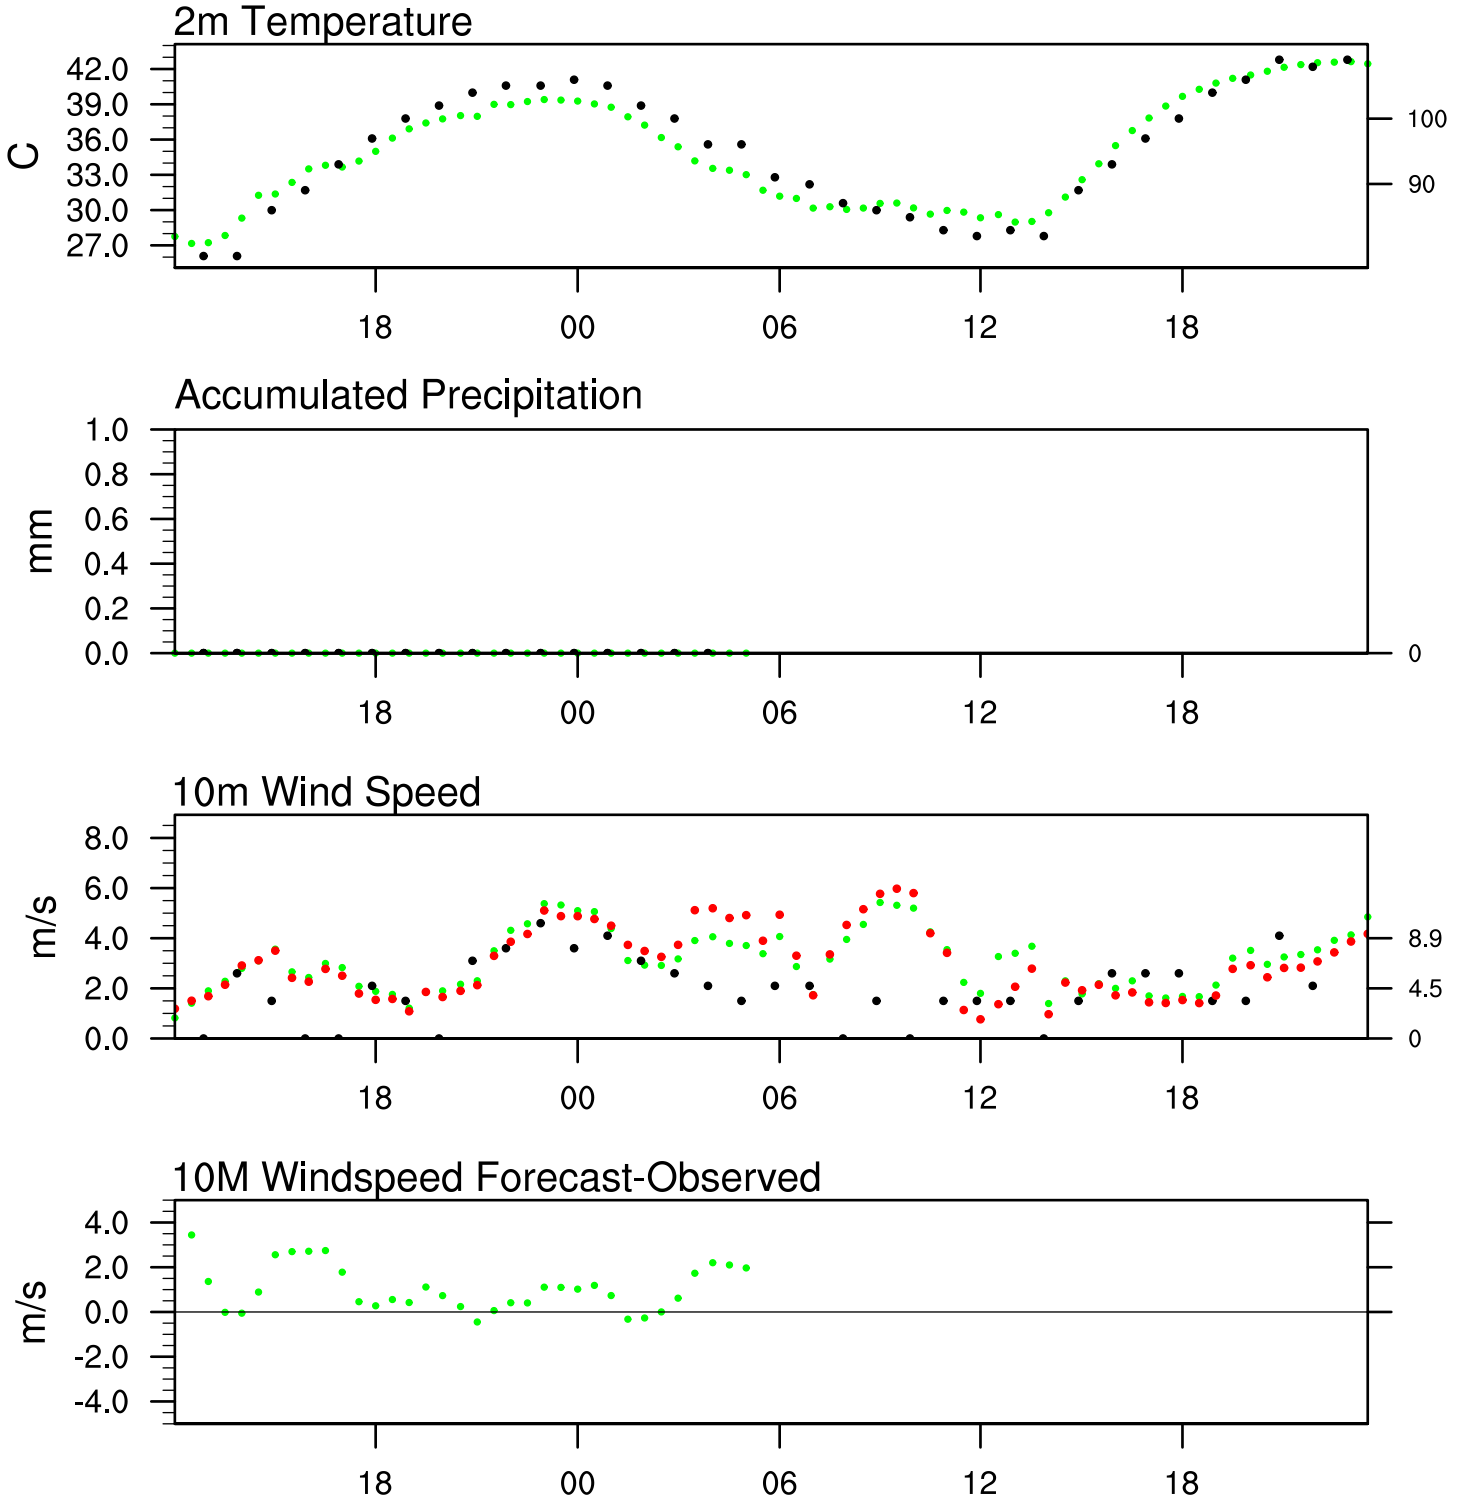 2m Temperature
C
42.0
39.0
36.0
33.0
30.0
27.0
100
90
18 00 06 12 18
Accumulated Precipitation
mm
1.0
0.8
0.6
0.4
0.2
0.0
0
18 00 06 12 18
10m Wind Speed
m/s
8.0
6.0
4.0
2.0
0.0
8.9
4.5
0
18 00 06 12 18
10M Windspeed Forecast-Observed
m/s
4.0
2.0
0.0
-2.0
-4.0
18 00 06 12 18